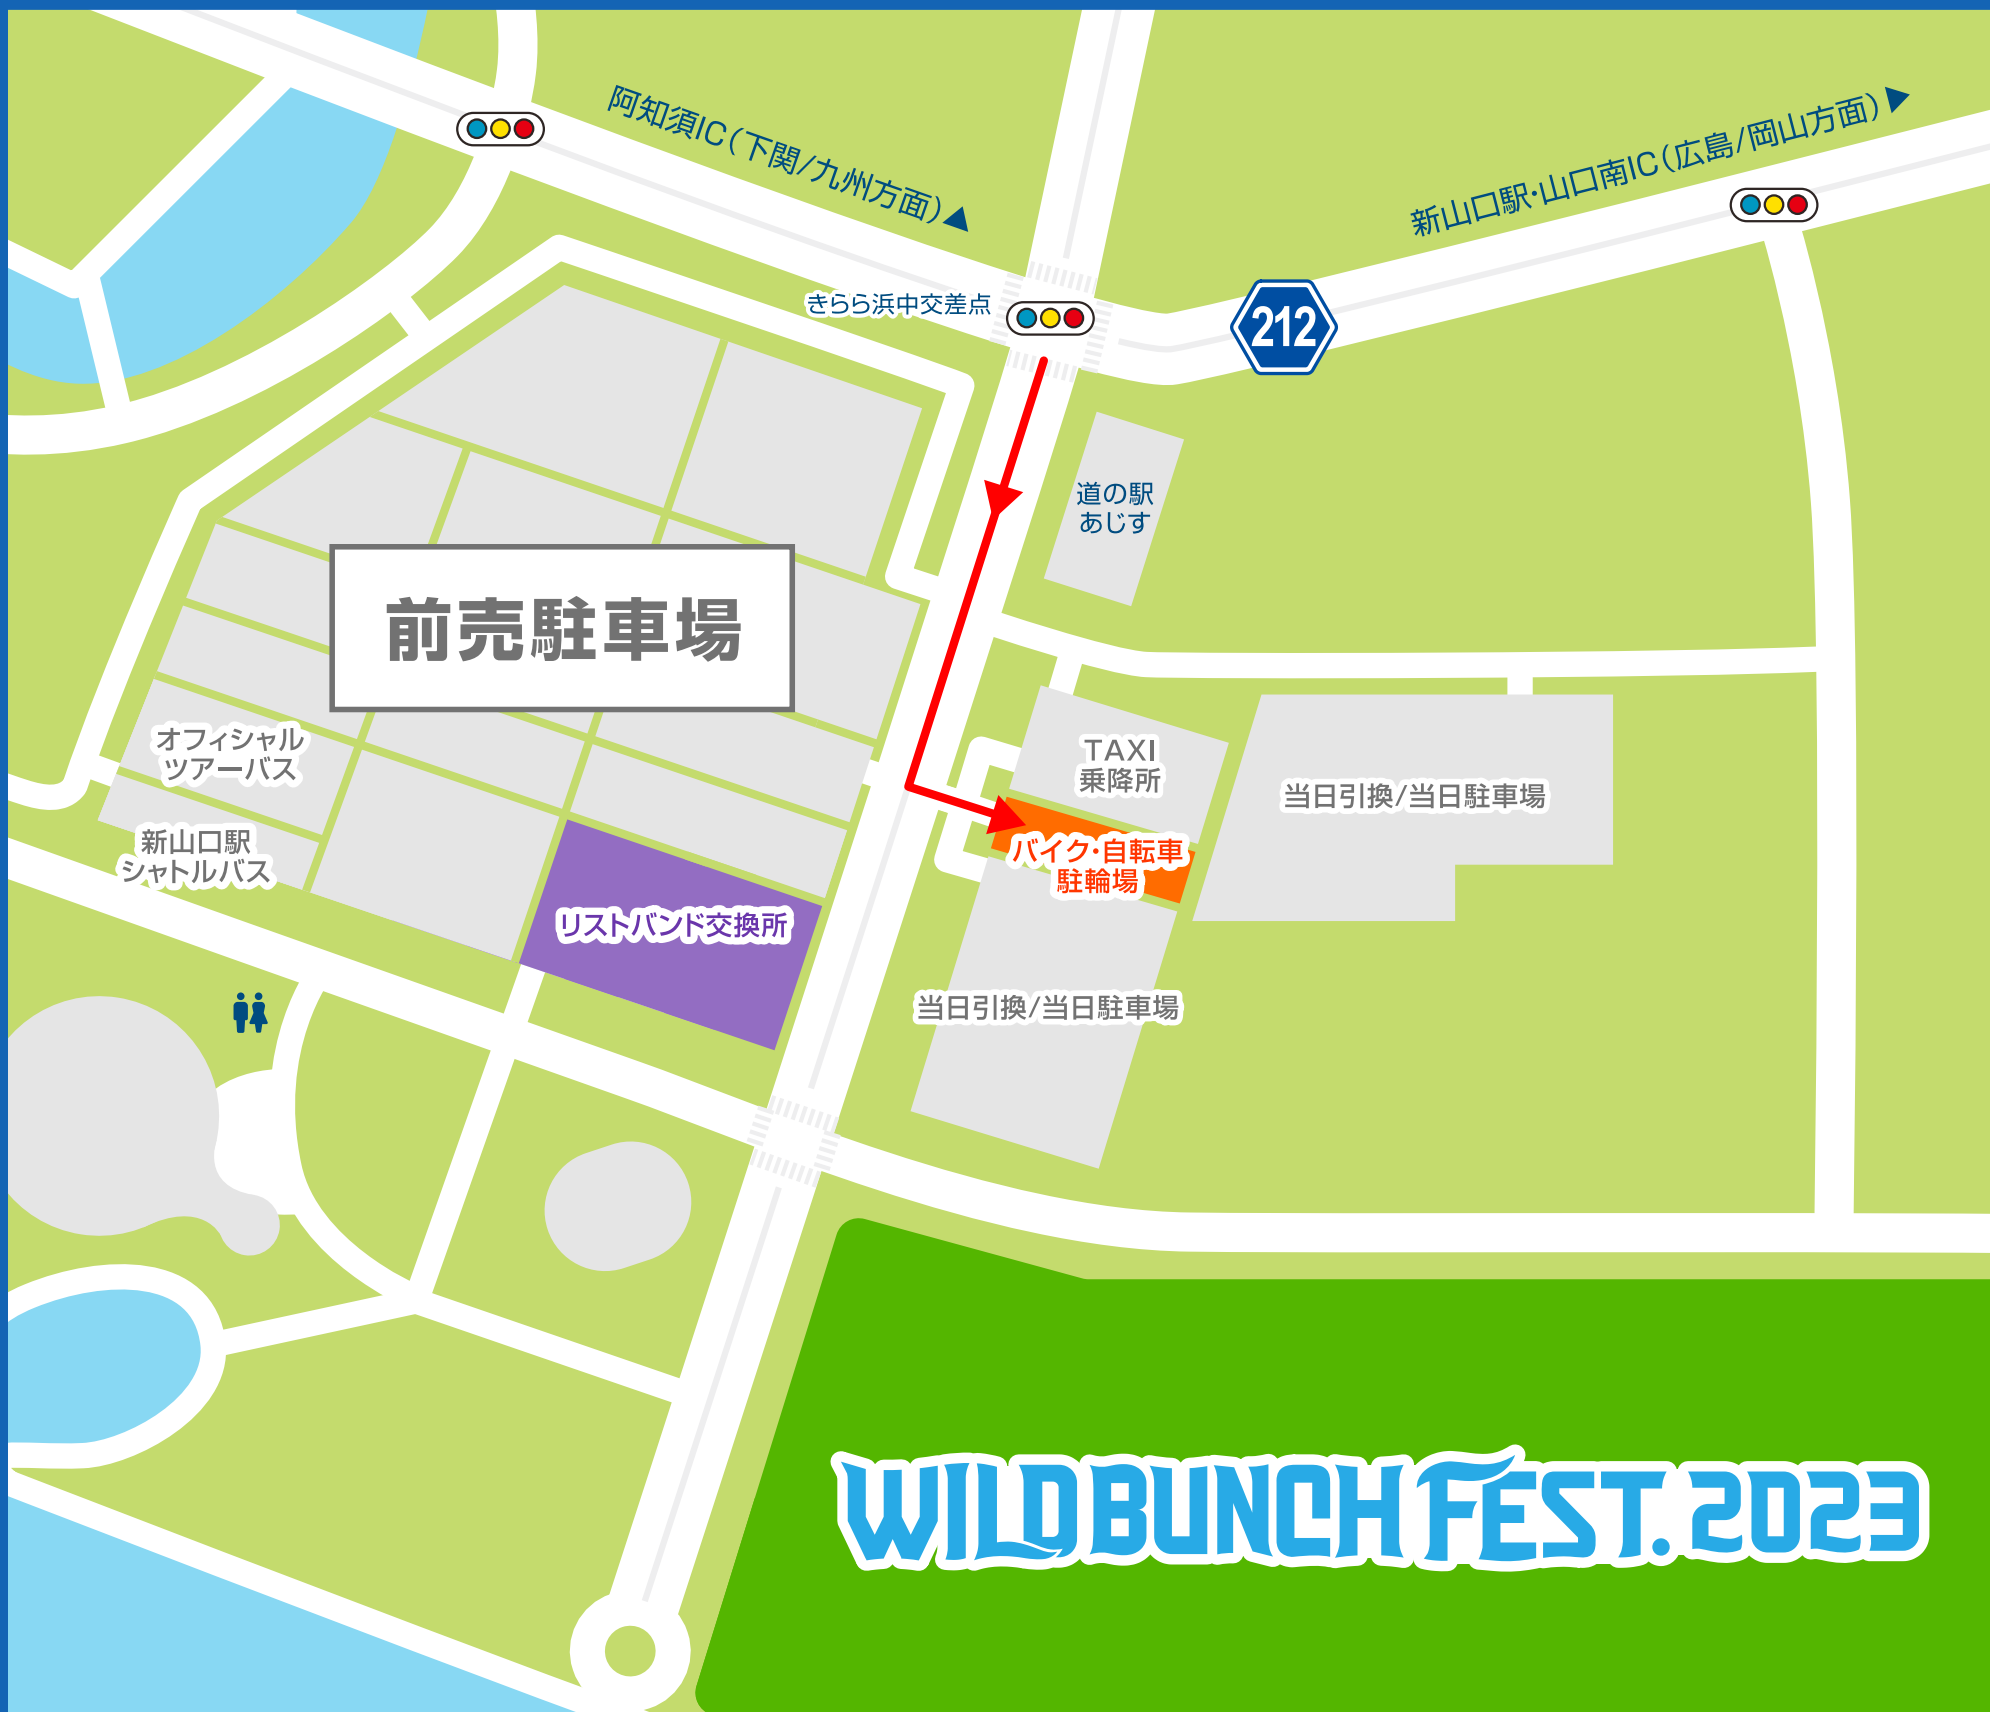 阿知須IC(下関/九州方面)▶
新山口駅・山口南IC(広島/岡山方面)▶
きらら浜中交差点
212
道の駅
あじす
前売駐車場
オフィシャル
ツアーバス
TAXI
乗降所
当日引換/当日駐車場
新山口駅
シャトルバス
バイク・自転車
駐輪場
リストバンド交換所
当日引換/当日駐車場
WILDBUNCH FEST. 2023